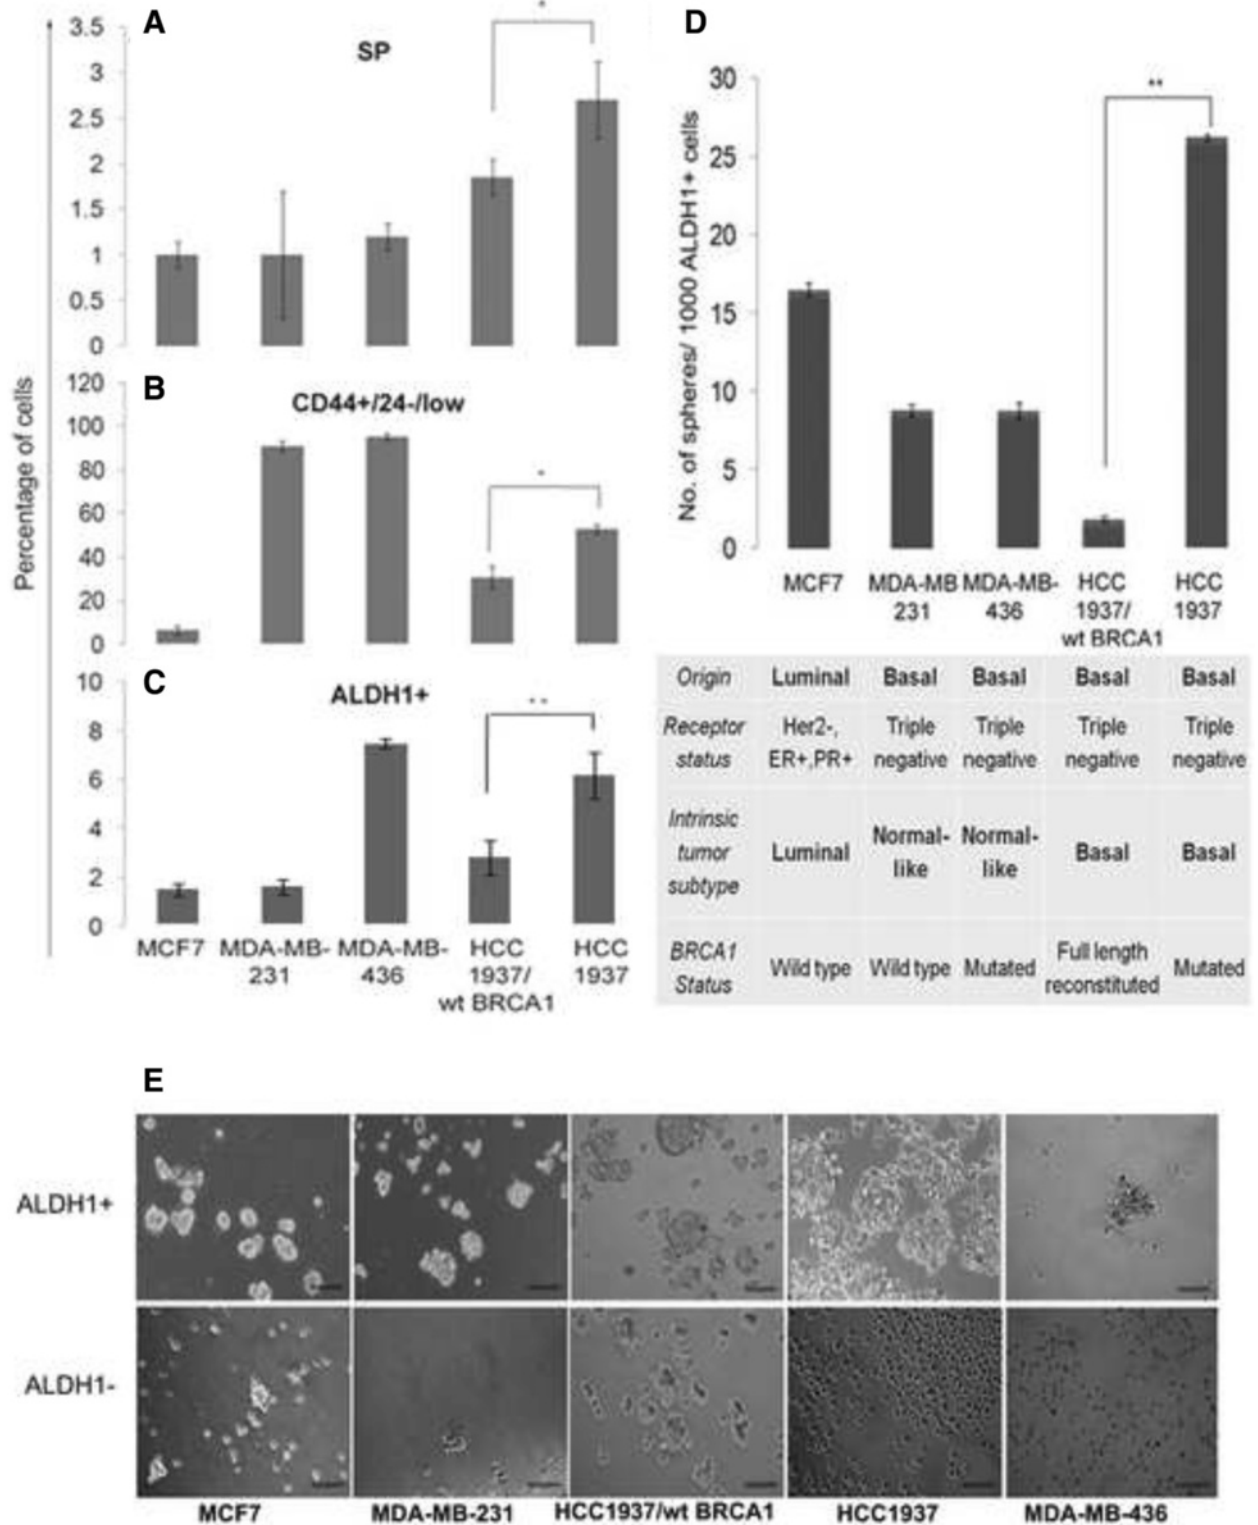 A
SP
*
3.5
3
2.5
2
1.5
1
0.5
0
Percentage of cells
B
CD44+/24-/low
*
120
100
80
60
40
20
0
C
ALDH1+
* *
10
8
6
4
2
0
MCF7 MDA-MB- MDA-MB- HCC HCC
231 436 1937/ 1937
wt BRCA1
D
**
No. of spheres/ 1000 ALDH1+ cells
30
25
20
15
10
5
0
MCF7 MDA-MB MDA-MB- HCC HCC
231 436 1937/ 1937
wt BRCA1
Origin Luminal Basal Basal Basal Basal
Receptor Her2-, Triple Triple Triple Triple
status ER+,PR+ negative negative negative negative
Intrinsic
tumor Luminal Normal- Normal- Basal Basal
subtype like like
BRCA1 Wild type Wild type Mutated Full length Mutated
Status reconstituted
E
ALDH1+
ALDH1-
MCF7 MDA-MB-231 HCC1937/wt BRCA1 HCC1937 MDA-MB-436